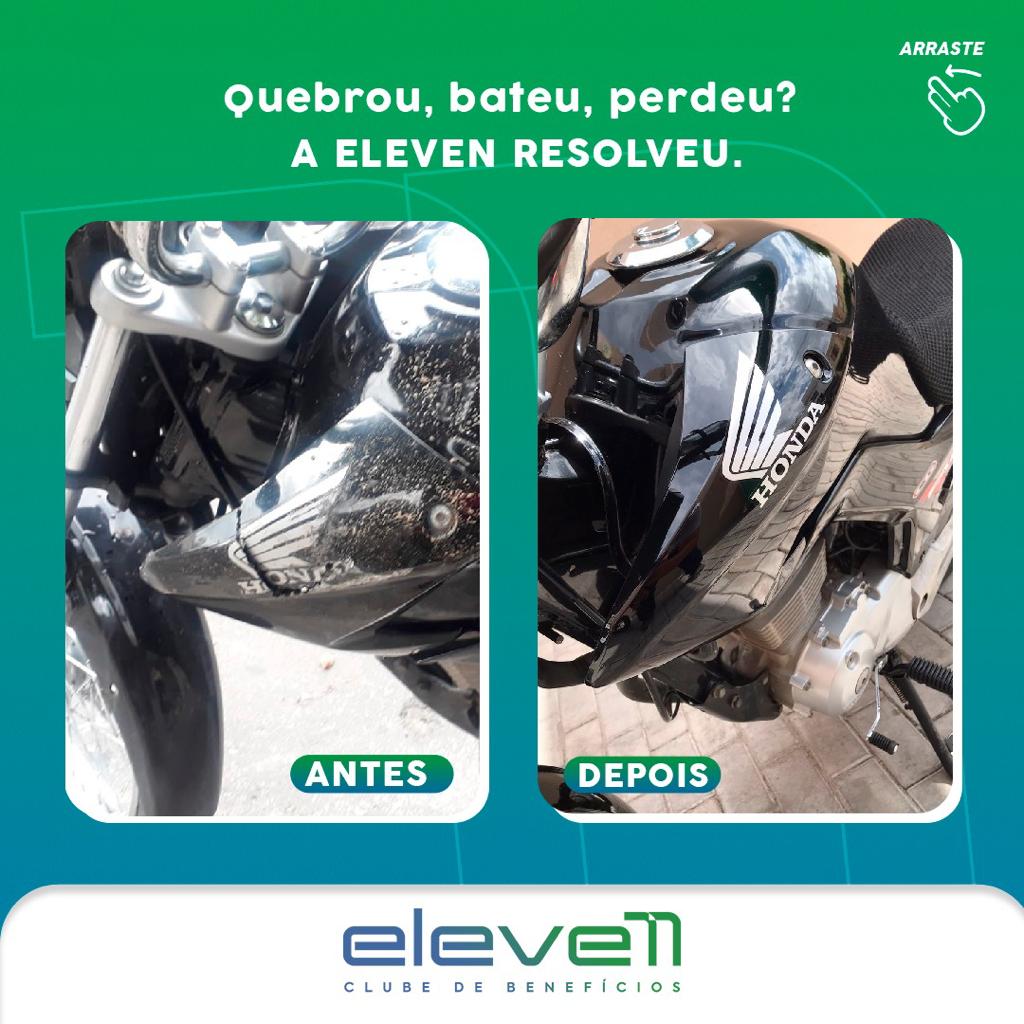 ARRASTE
Quebrou, bateu, perdeu?
A ELEVEN RESOLVEU.
HONDA
HONDA
ANTES
DEPOIS
eleven
CLUBE DE BENEFÍCIOS